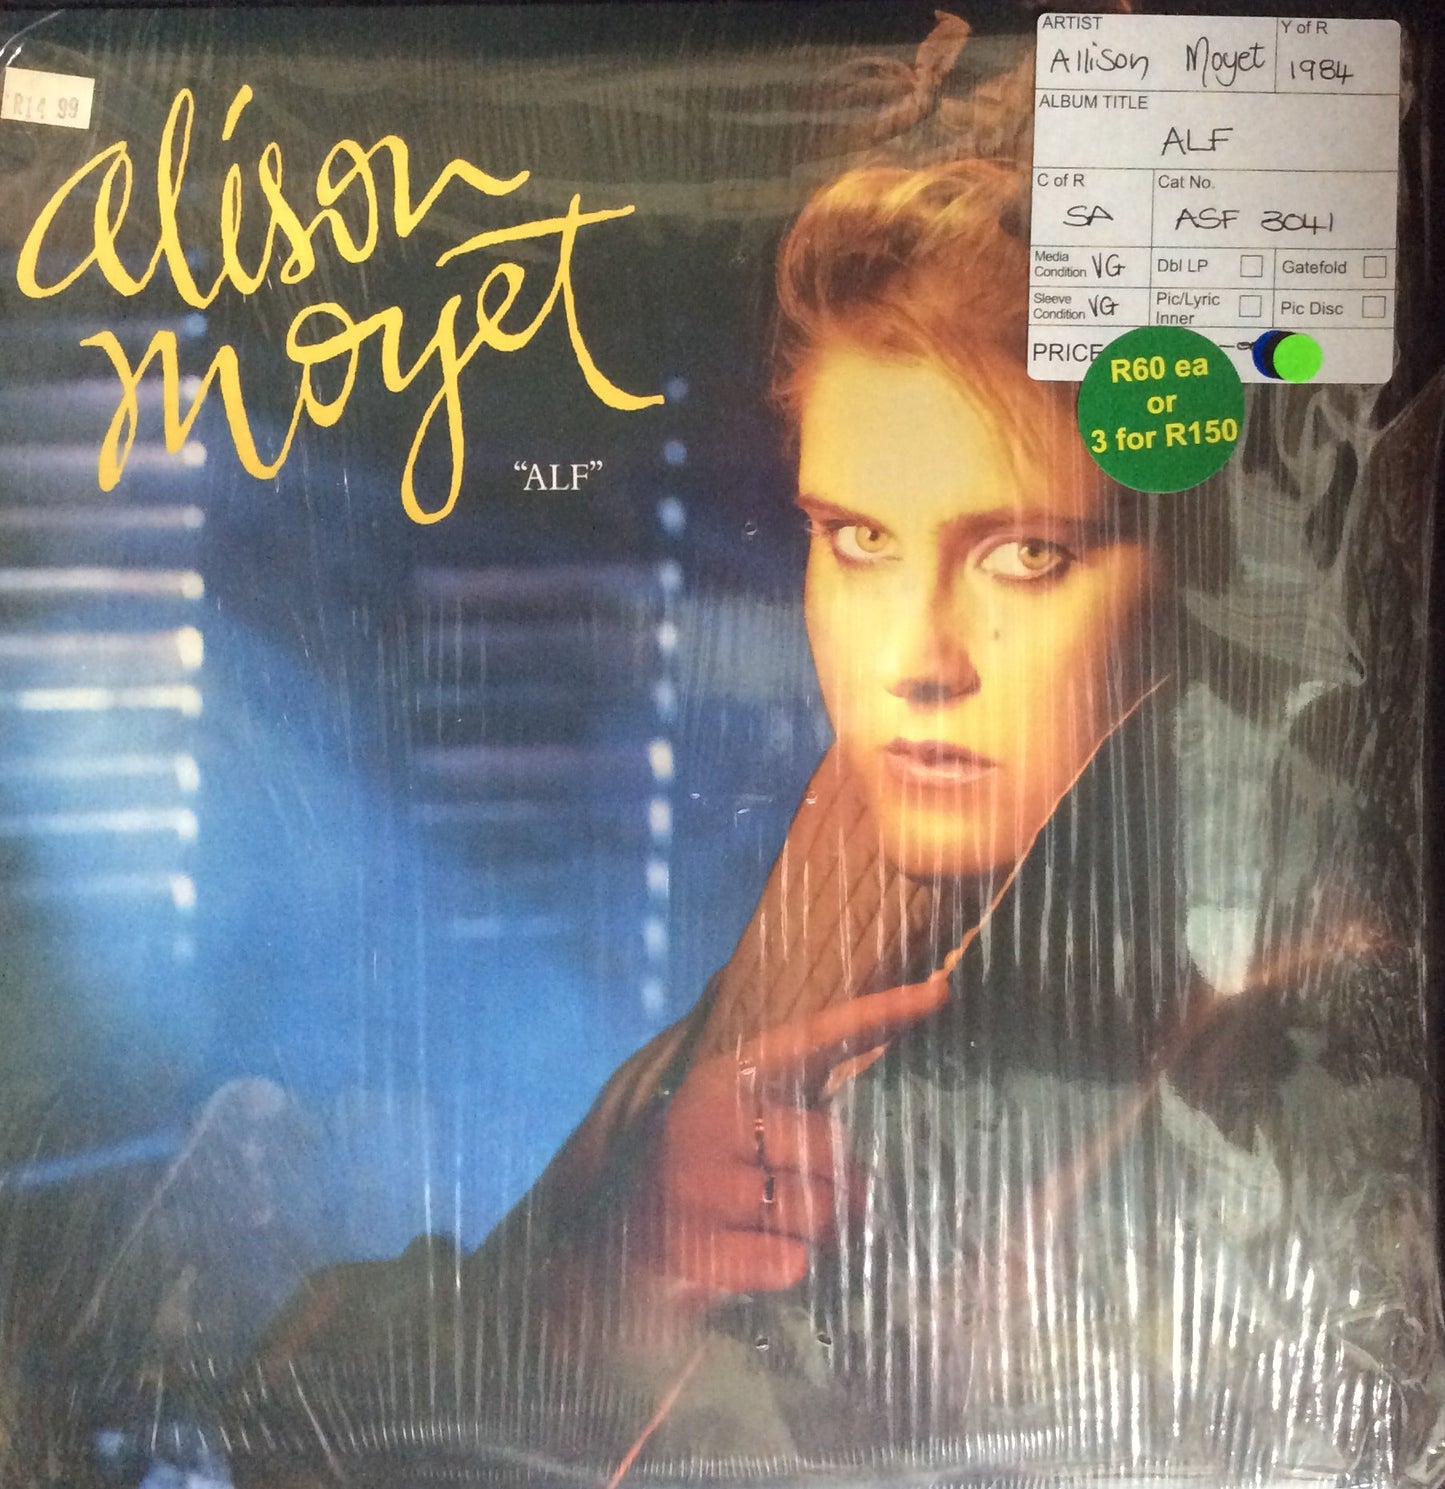 R14 99
alison
moyet
“ALF”
ARTIST
Y of R
Allison Moyet
1984
ALBUM TITLE
ALF
C of R
Cat No.
SA
ASF 3041
Media Condition VG
Dbl LP
Gatefold
Sleeve Condition VG
Pic/Lyric Inner
Pic Disc
PRICE
R60 ea
or
3 for R150